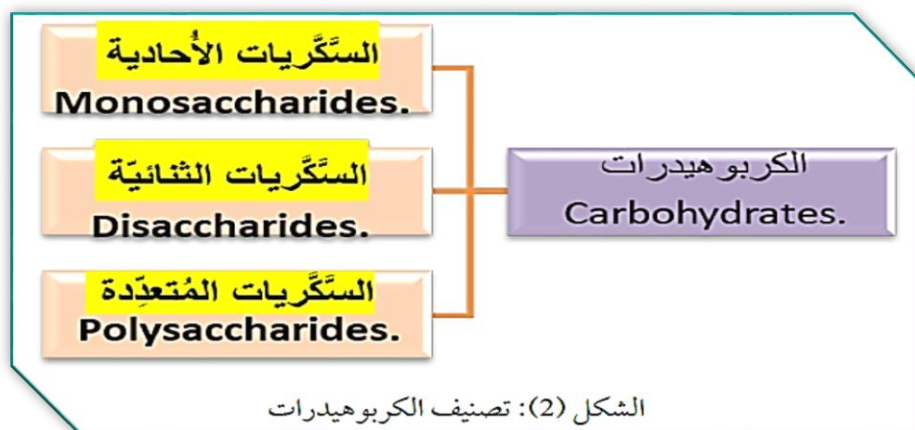 السَّكَّريات الأُحادية
Monosaccharides.
السَّكَّريات الثنائيّة
Disaccharides.
السَّكَّريات المُتعدِّدة
Polysaccharides.
الكربوهيدرات
Carbohydrates.
الشكل (2): تصنيف الكربوهيدرات